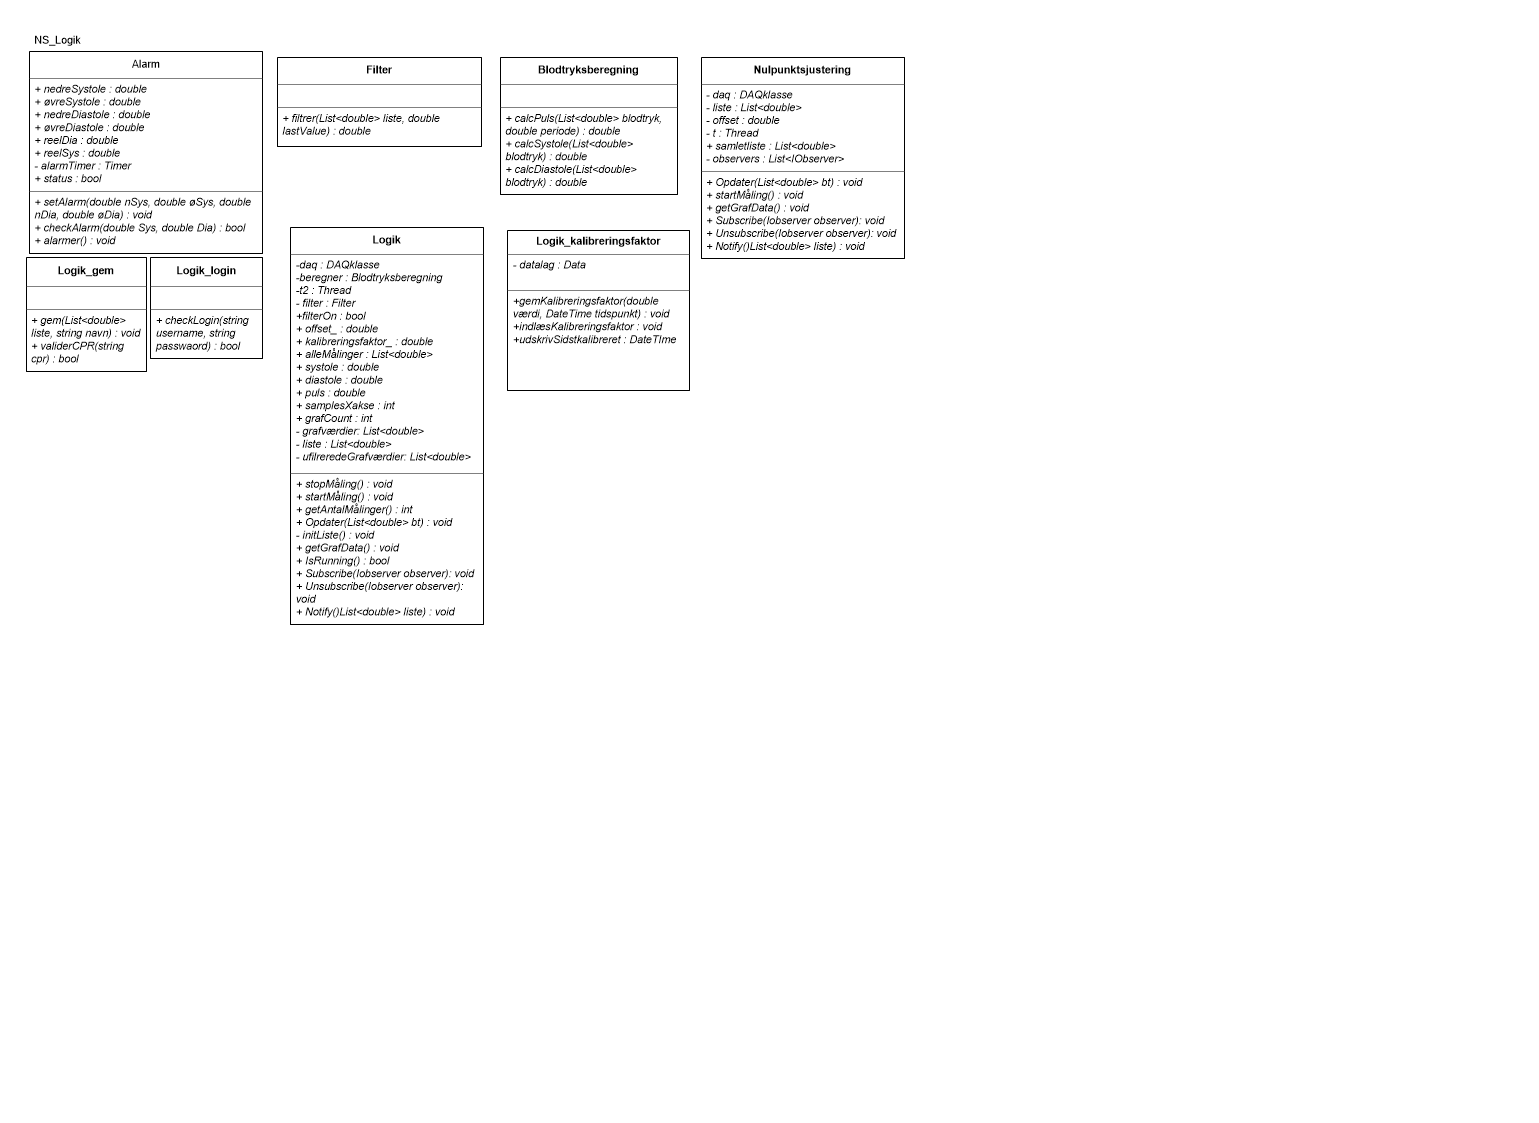 NS_Logik
Alarm
+ nedreSystole : double
+ øvreSystole : double
+ nedreDiastole : double
+ øvreDiastole : double
+ reelDia : double
+ reelSys : double
- alarmTimer : Timer
+ status : bool
+ setAlarm(double nSys, double øSys, double
nDia, double øDia) : void
+ checkAlarm(double Sys, double Dia) : bool
+ alarmer() : void
Filter
+ filtrer(List<double> liste, double
lastValue) : double
Blodtryksberegning
+ calcPuls(List<double> blodtryk,
double periode) : double
+ calcSystole(List<double>
blodtryk) : double
+ calcDiastole(List<double>
blodtryk) : double
Nulpunktsjustering
- daq : DAQklasse
- liste : List<double>
- offset : double
- t : Thread
+ samletliste : List<double>
- observers : List<IObserver>
+ Opdater(List<double> bt) : void
+ startMåling() : void
+ getGrafData() : void
+ Subscribe(Iobserver observer): void
+ Unsubscribe(Iobserver observer): void
+ Notify()List<double> liste) : void
Logik_gem
+ gem(List<double>
liste, string navn) : void
+ validerCPR(string
cpr) : bool
Logik_login
+ checkLogin(string
username, string
passwaord) : bool
Logik
-daq : DAQklasse
-beregner : Blodtryksberegning
-t2 : Thread
- filter : Filter
+filterOn : bool
+ offset_ : double
+ kalibreringsfaktor_ : double
+ alleMålinger : List<double>
+ systole : double
+ diastole : double
+ puls : double
+ samplesXakse : int
+ grafCount : int
- grafværdier: List<double>
- liste : List<double>
- ufilreredeGrafværdier: List<double>
+ stopMåling() : void
+ startMåling() : void
+ getAntalMålinger() : int
+ Opdater(List<double> bt) : void
- initListe() : void
+ getGrafData() : void
+ IsRunning() : bool
+ Subscribe(Iobserver observer): void
+ Unsubscribe(Iobserver observer):
void
+ Notify()List<double> liste) : void
Logik_kalibreringsfaktor
- datalag : Data
+gemKalibreringsfaktor(double
værdi, DateTime tidspunkt) : void
+indlæsKalibreringsfaktor : void
+udskrivSidstkalibreret : DateTIme